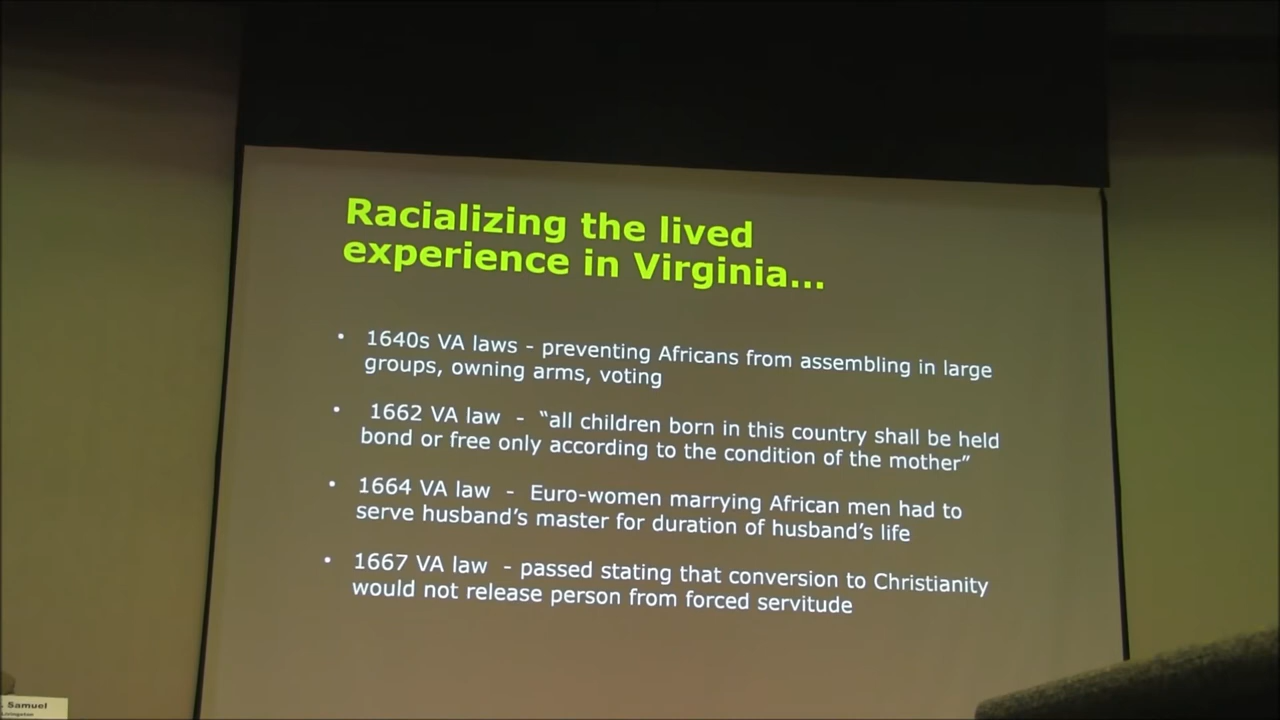 Racializing the lived
experience in Virginia...
• 1640s VA laws - preventing Africans from assembling in large
groups, owning arms, voting
• 1662 VA law - “all children born in this country shall be held
bond or free only according to the condition of the mother”
• 1664 VA law - Euro-women marrying African men had to
serve husband’s master for duration of husband’s life
• 1667 VA law - passed stating that conversion to Christianity
would not release person from forced servitude
. Samuel
Livingston